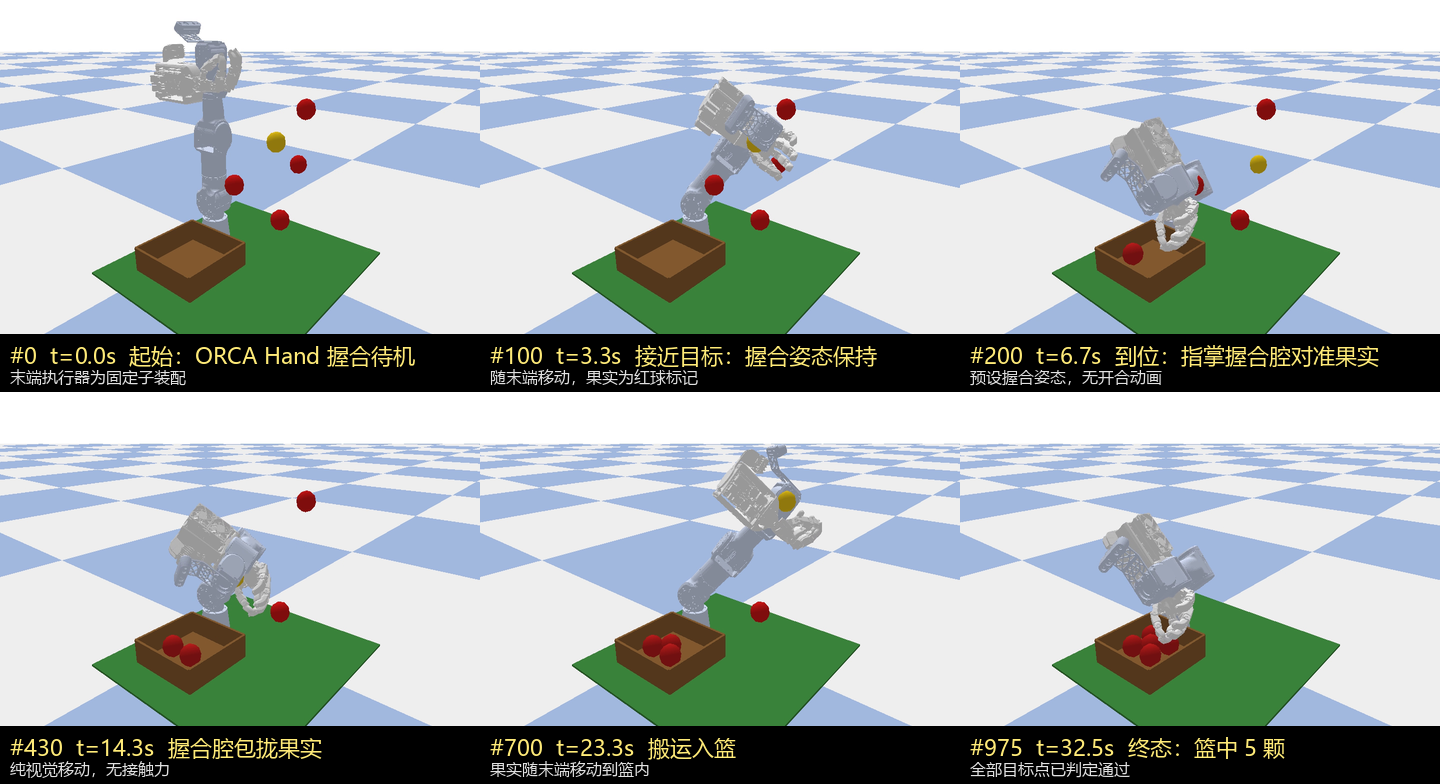 #0 t=0.0s 起始：ORCA Hand 握合待机
末端执行器为固定子装配
#100 t=3.3s 接近目标：握合姿态保持
随末端移动，果实为红球标记
#200 t=6.7s 到位：指掌握合腔对准果实
预设握合姿态，无开合动画
#430 t=14.3s 握合腔包拢果实
纯视觉移动，无接触力
#700 t=23.3s 搬运入篮
果实随末端移动到篮内
#975 t=32.5s 终态：篮中 5 颗
全部目标点已判定通过